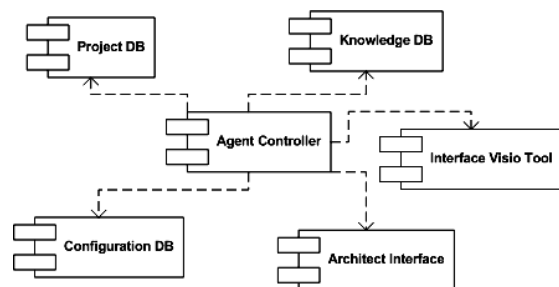 Project DB
Knowledge DB
Agent Controller
Interface Visio Tool
Configuration DB
Architect Interface